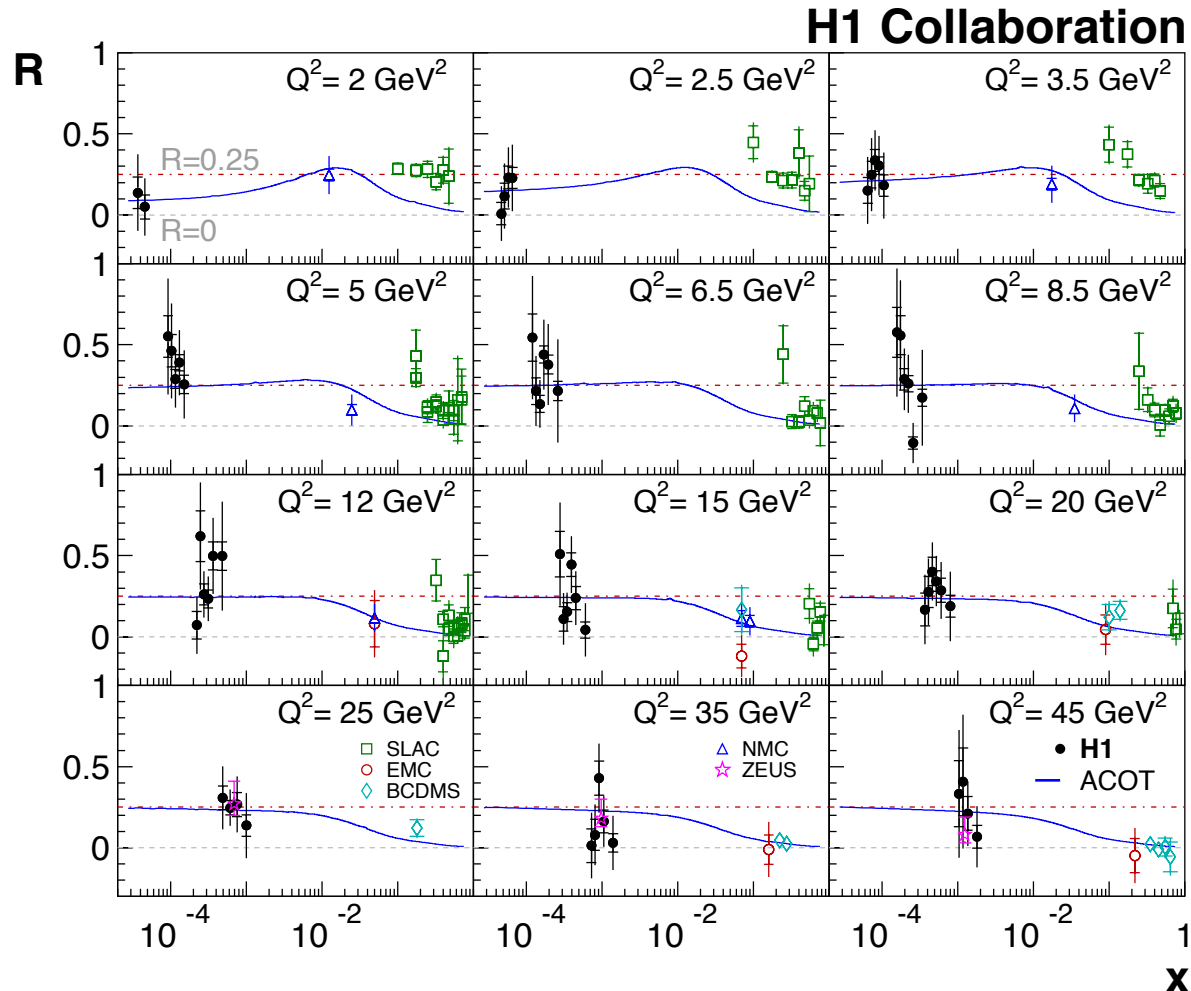 H1 Collaboration
R
1
Q²= 2 GeV²
Q²= 2.5 GeV²
Q²= 3.5 GeV²
0.5
R=0.25
0
R=0
1
Q²= 5 GeV²
Q²= 6.5 GeV²
Q²= 8.5 GeV²
0.5
0
1
Q²= 12 GeV²
Q²= 15 GeV²
Q²= 20 GeV²
0.5
0
1
Q²= 25 GeV²
Q²= 35 GeV²
Q²= 45 GeV²
SLAC
EMC
BCDMS
NMC
ZEUS
H1
ACOT
0.5
0
10⁻⁴ 10⁻² 10⁻⁴ 10⁻² 10⁻⁴ 10⁻² 1
x